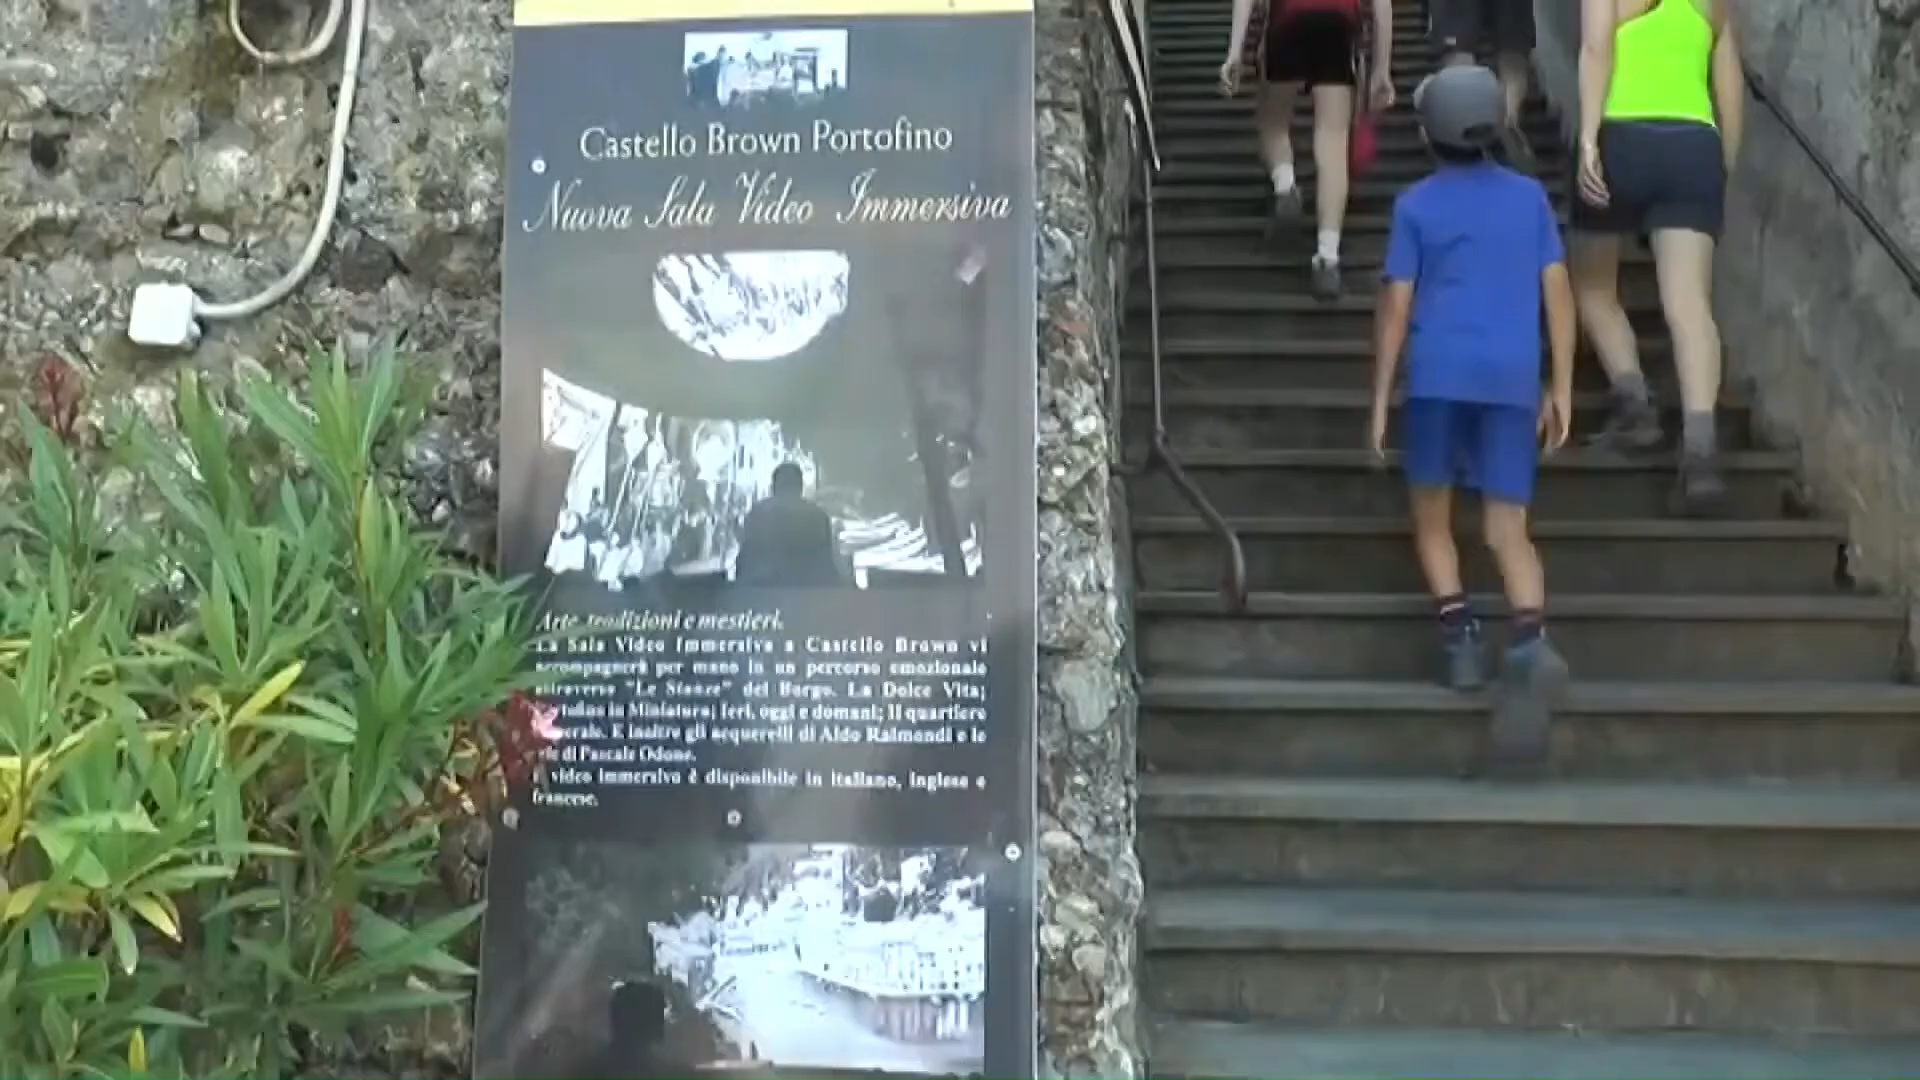 Castello Brown Portofino
Nuova Sala Video Immersiva
Arte, tradizioni e mestieri.
La Sala Video Immersiva a Castello Brown vi
accompagnerà per mano in un percorso emozionale
attraverso "Le Stanze" del Borgo. La Dolce Vita;
Portofino in Miniatura; Ieri, oggi e domani; Il quartiere
E inoltre gli acquerelli di Aldo Raimondi e le
di Pascale Odone.
video immersivo è disponibile in italiano, inglese e
francese.